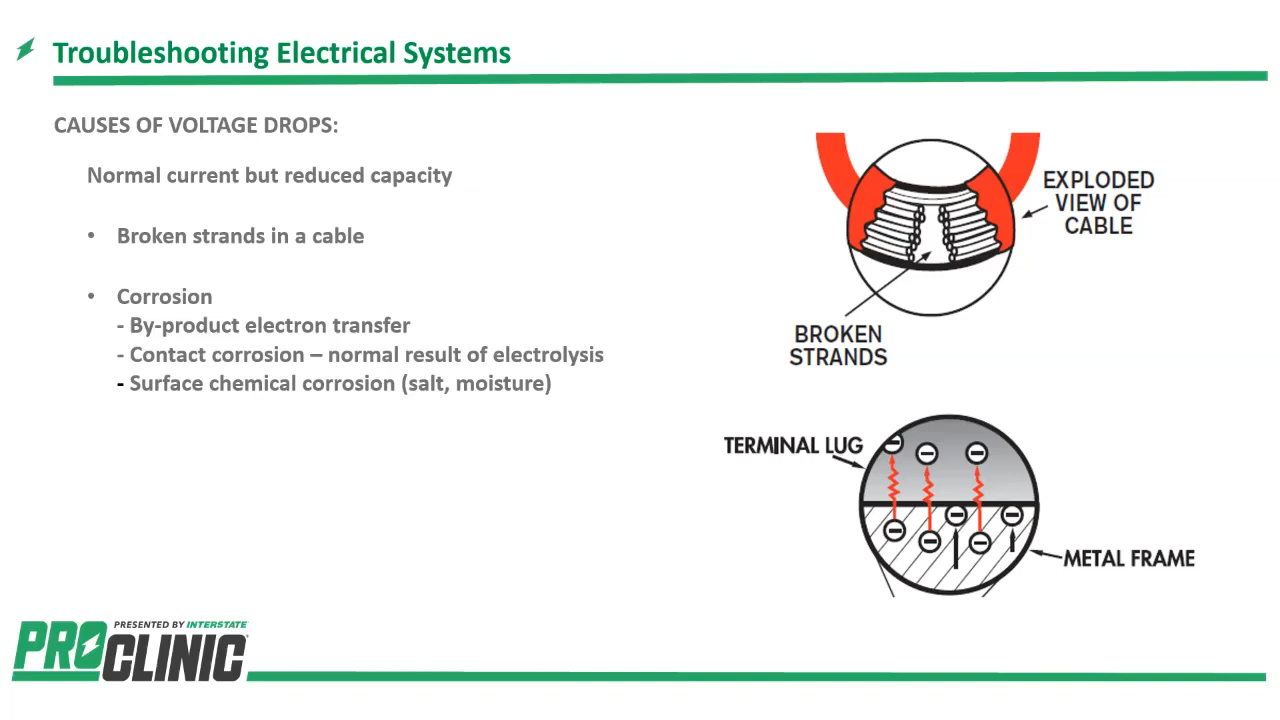 Troubleshooting Electrical Systems
CAUSES OF VOLTAGE DROPS:
Normal current but reduced capacity
• Broken strands in a cable
• Corrosion
- By-product electron transfer
- Contact corrosion – normal result of electrolysis
- Surface chemical corrosion (salt, moisture)
EXPLODED
VIEW OF
CABLE
BROKEN
STRANDS
TERMINAL LUG
METAL FRAME
PRESENTED BY INTERSTATE
PRO
CLINIC